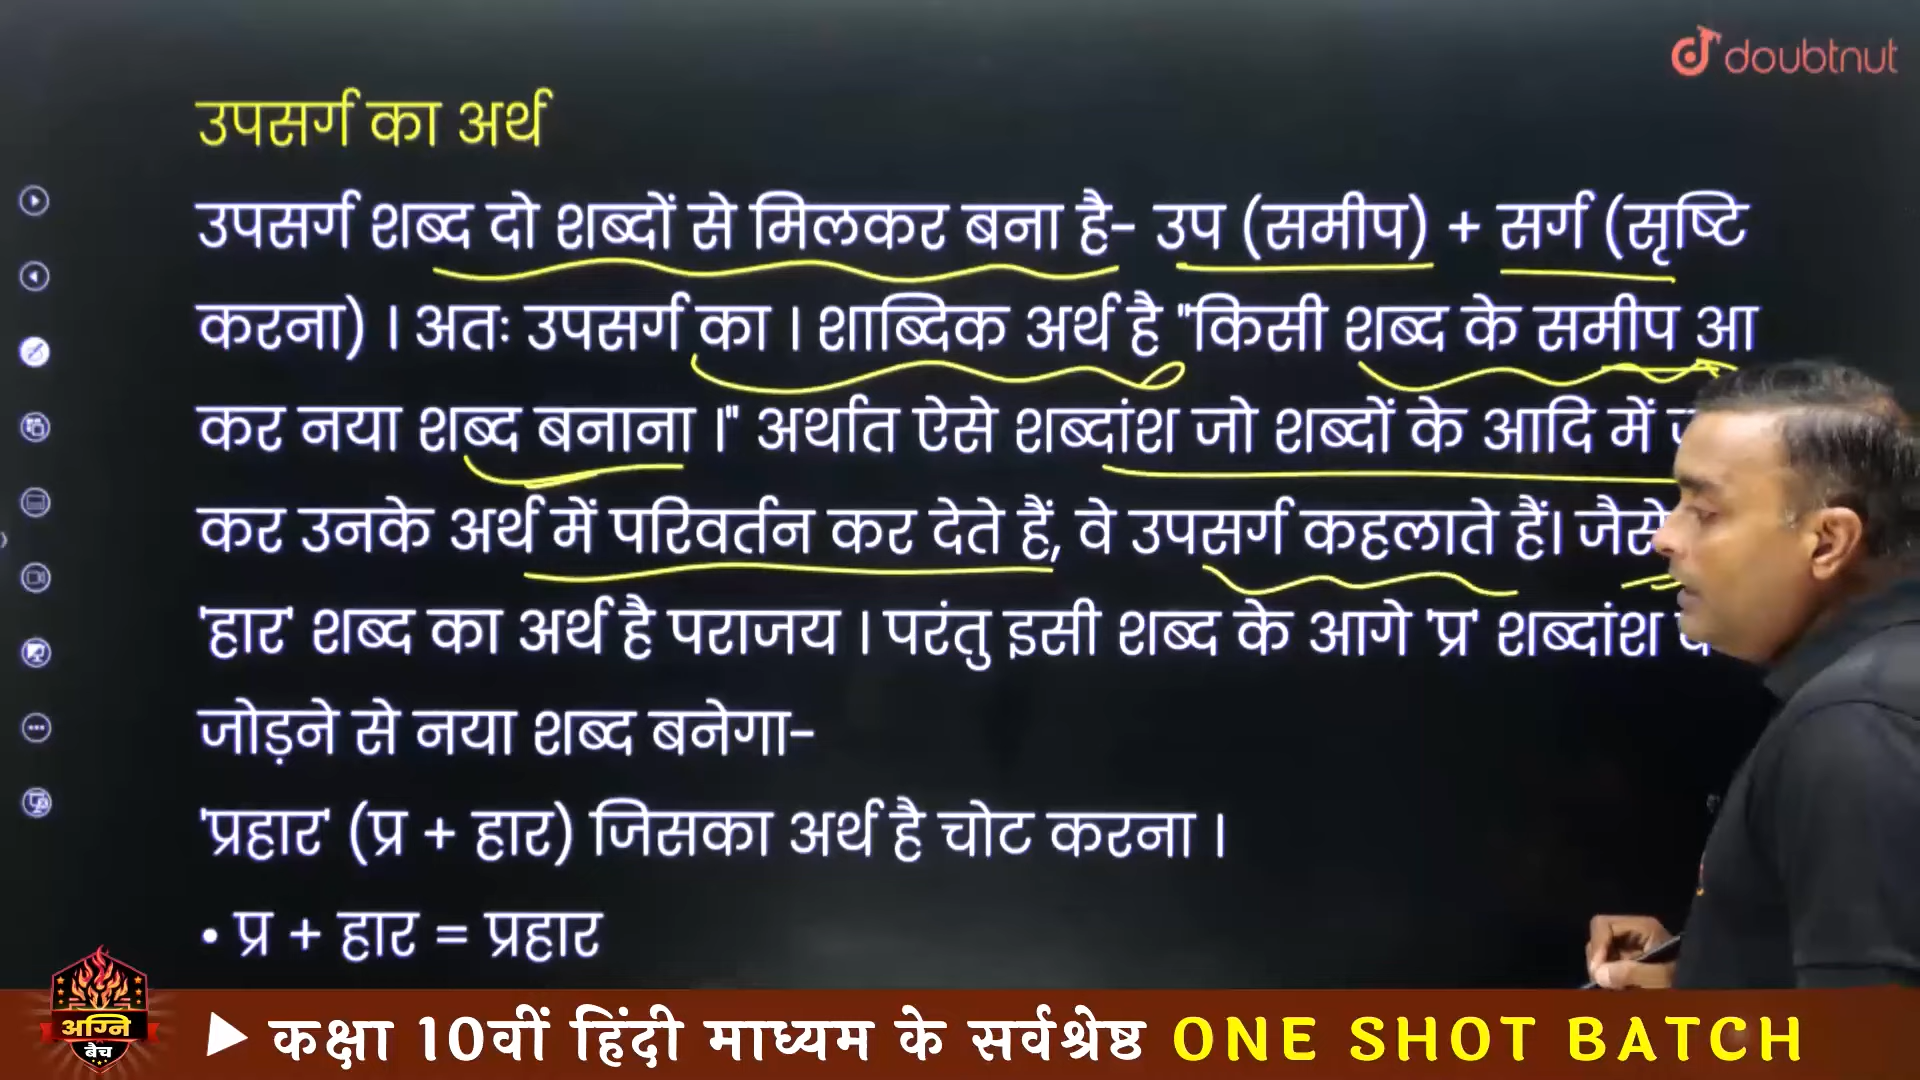 doubtnut
उपसर्ग का अर्थ
उपसर्ग शब्द दो शब्दों से मिलकर बना है- उप (समीप) + सर्ग (सृष्टि
करना) । अतः उपसर्ग का । शाब्दिक अर्थ है "किसी शब्द के समीप आ
कर नया शब्द बनाना ।" अर्थात ऐसे शब्दांश जो शब्दों के आदि में
कर उनके अर्थ में परिवर्तन कर देते हैं, वे उपसर्ग कहलाते हैं। जैसे
'हार' शब्द का अर्थ है पराजय । परंतु इसी शब्द के आगे 'प्र' शब्दांश
जोड़ने से नया शब्द बनेगा-
'प्रहार' (प्र + हार) जिसका अर्थ है चोट करना ।
• प्र + हार = प्रहार
अग्नि
बैच
कक्षा 10वीं हिंदी माध्यम के सर्वश्रेष्ठ ONE SHOT BATCH